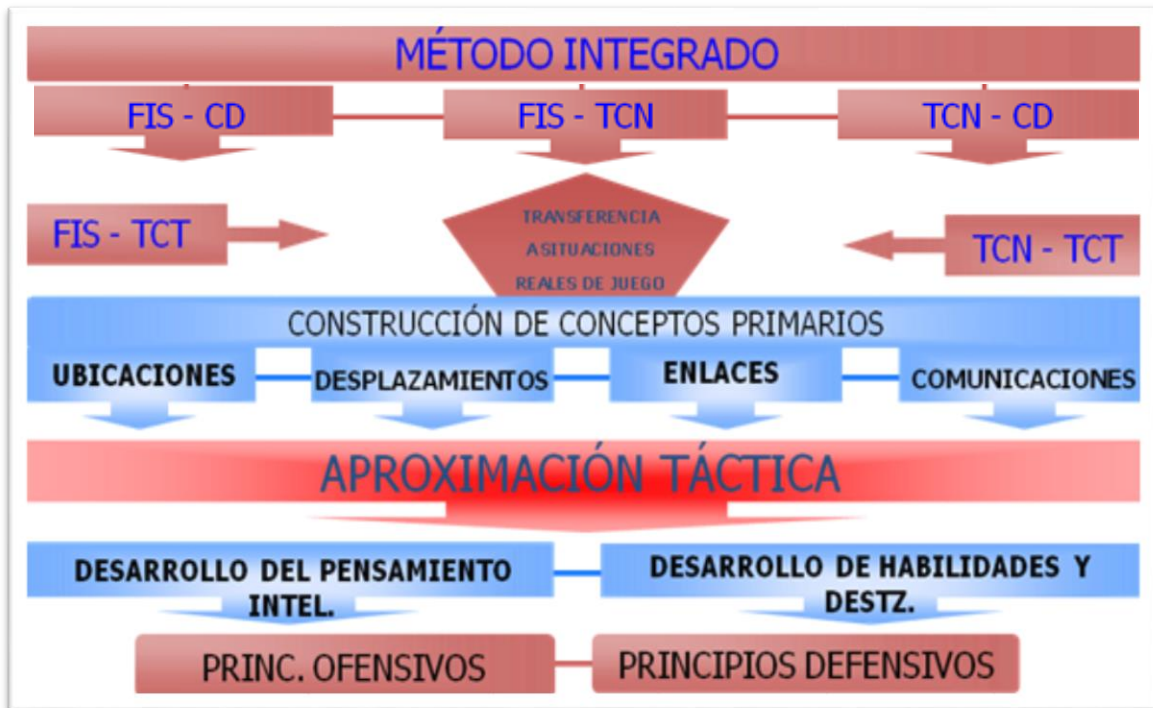 MÉTODO INTEGRADO
FIS - CD
FIS - TCN
TCN - CD
FIS - TCT
TRANSFERENCIA
A SITUACIONES
REALES DE JUEGO
TCN - TCT
CONSTRUCCIÓN DE CONCEPTOS PRIMARIOS
UBICACIONES
DESPLAZAMIENTOS
ENLACES
COMUNICACIONES
APROXIMACIÓN TÁCTICA
DESARROLLO DEL PENSAMIENTO
INTEL.
DESARROLLO DE HABILIDADES Y
DESTZ.
PRINC. OFENSIVOS
PRINCIPIOS DEFENSIVOS